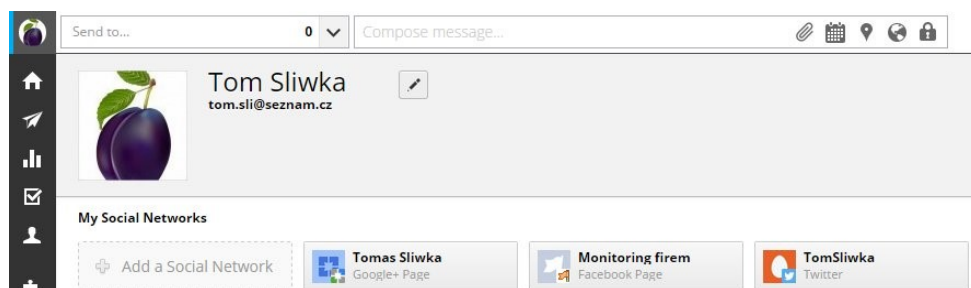 Send to... 0 Compose message...
Tom Sliwka
tom.sli@seznam.cz
My Social Networks
Add a Social Network
Tomas Sliwka
Google+ Page
Monitoring firem
Facebook Page
TomSliwka
Twitter